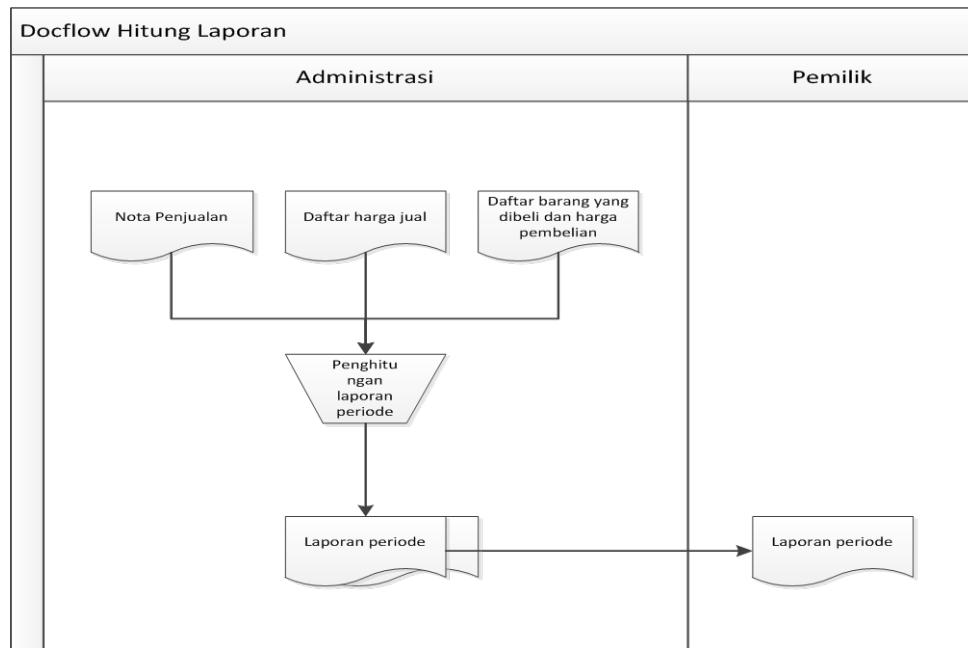 Docflow Hitung Laporan
Administrasi
Pemilik
Nota Penjualan
Daftar harga jual
Daftar barang yang
dibeli dan harga
pembelian
Penghitu
ngan
laporan
periode
Laporan periode
Laporan periode